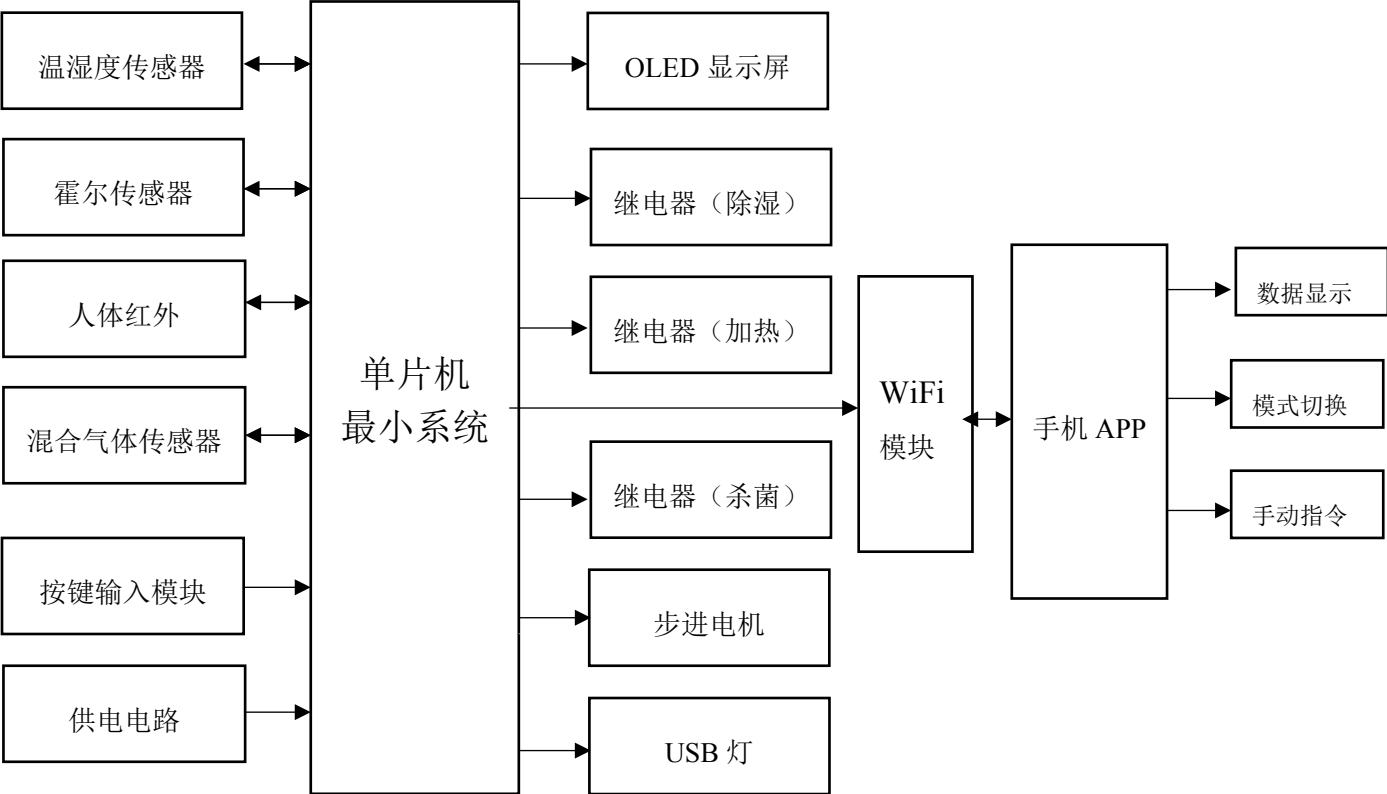 温湿度传感器
霍尔传感器
人体红外
混合气体传感器
按键输入模块
供电电路
单片机
最小系统
OLED 显示屏
继电器（除湿）
继电器（加热）
继电器（杀菌）
步进电机
USB 灯
WiFi
模块
手机 APP
数据显示
模式切换
手动指令